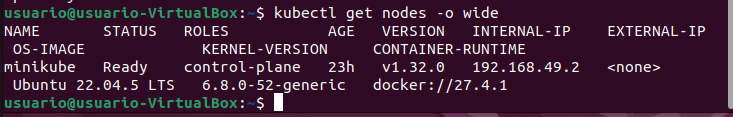 usuario@usuario-VirtualBox:~$ kubectl get nodes -o wide
NAME       STATUS   ROLES           AGE   VERSION   INTERNAL-IP    EXTERNAL-IP
 OS-IMAGE             KERNEL-VERSION     CONTAINER-RUNTIME
minikube   Ready    control-plane   23h   v1.32.0   192.168.49.2   <none>
 Ubuntu 22.04.5 LTS   6.8.0-52-generic   docker://27.4.1
usuario@usuario-VirtualBox:~$